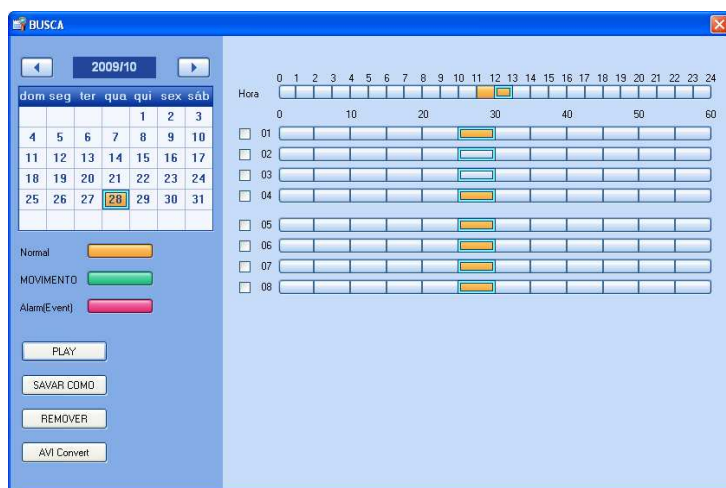 BUSCA
2009/10
dom seg ter qua qui sex sáb
1 2 3
4 5 6 7 8 9 10
11 12 13 14 15 16 17
18 19 20 21 22 23 24
25 26 27 28 29 30 31
Normal
MOVIMENTO
Alarm(Event)
PLAY
SAVAR COMO
REMOVER
AVI Convert
0 1 2 3 4 5 6 7 8 9 10 11 12 13 14 15 16 17 18 19 20 21 22 23 24
Hora
0 10 20 30 40 50 60
01
02
03
04
05
06
07
08